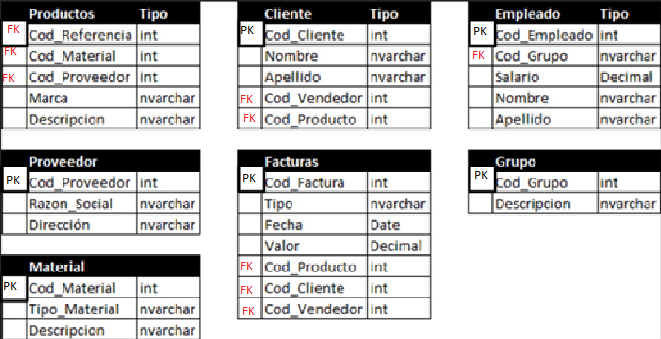 Productos Tipo
FK Cod_Referencia int
FK Cod_Material int
FK Cod_Proveedor int
Marca nvarchar
Descripcion nvarchar
Cliente Tipo
PK Cod_Cliente int
Nombre nvarchar
Apellido nvarchar
FK Cod_Vendedor int
FK Cod_Producto int
Empleado Tipo
PK Cod_Empleado int
FK Cod_Grupo nvarchar
Salario Decimal
Nombre nvarchar
Apellido nvarchar
Proveedor
PK Cod_Proveedor int
Razon_Social nvarchar
Dirección nvarchar
Facturas
PK Cod_Factura int
Tipo nvarchar
Fecha Date
Valor Decimal
FK Cod_Producto int
FK Cod_Cliente int
FK Cod_Vendedor int
Grupo
PK Cod_Grupo int
Descripcion nvarchar
Material
PK Cod_Material int
Tipo_Material nvarchar
Descripcion nvarchar